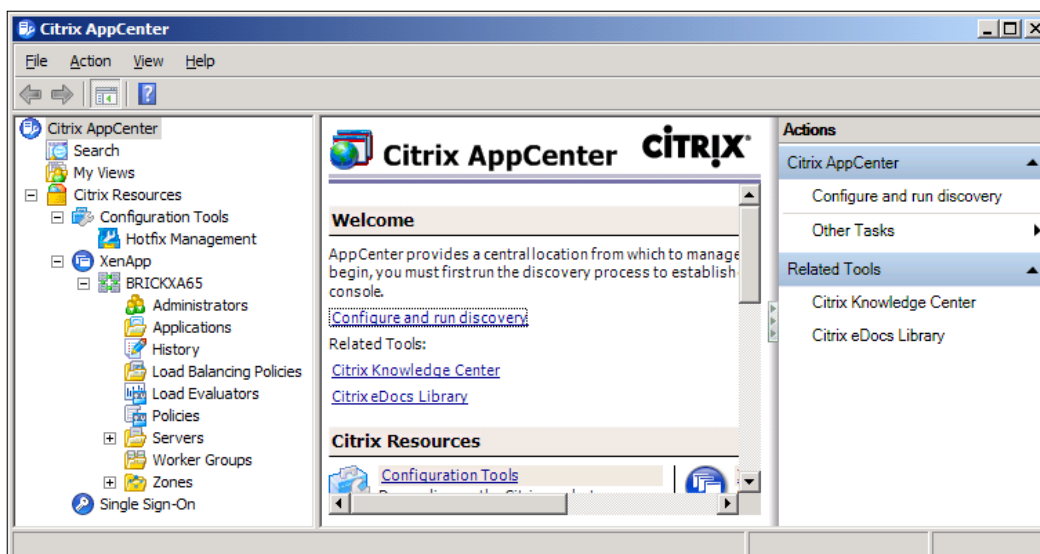 Citrix AppCenter
File Action View Help
Citrix AppCenter
Search
My Views
Citrix Resources
Configuration Tools
Hotfix Management
XenApp
BRICKXA65
Administrators
Applications
History
Load Balancing Policies
Load Evaluators
Policies
Servers
Worker Groups
Zones
Single Sign-On
Citrix AppCenter CITRIX
Welcome
AppCenter provides a central location from which to manage
begin, you must first run the discovery process to establish
console.
Configure and run discovery
Related Tools:
Citrix Knowledge Center
Citrix eDocs Library
Citrix Resources
Configuration Tools
Actions
Citrix AppCenter
Configure and run discovery
Other Tasks
Related Tools
Citrix Knowledge Center
Citrix eDocs Library